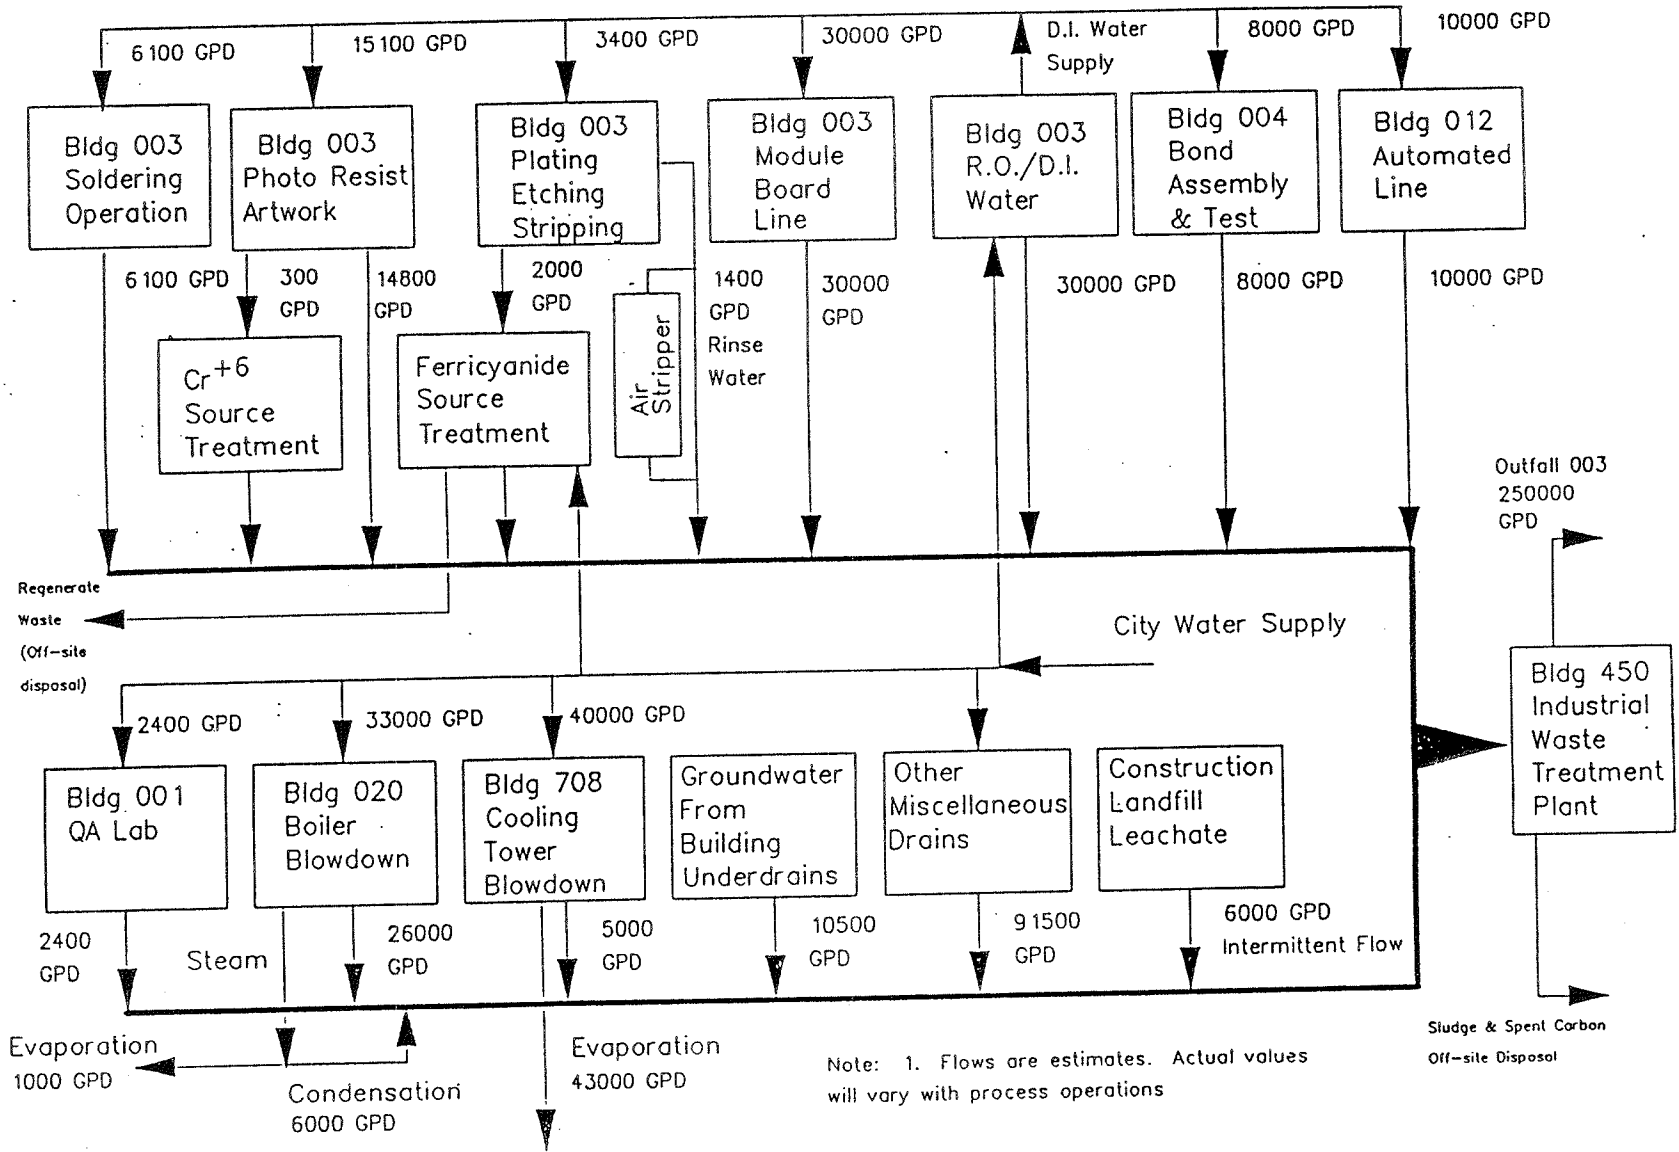 6100 GPD
15100 GPD
3400 GPD
30000 GPD
D.I. Water
Supply
8000 GPD
10000 GPD
Bldg 003
Soldering
Operation
Bldg 003
Photo Resist
Artwork
Bldg 003
Plating
Etching
Stripping
Bldg 003
Module
Board
Line
Bldg 003
R.O./D.I.
Water
Bldg 004
Bond
Assembly
& Test
Bldg 012
Automated
Line
6100 GPD
300
GPD
14800
GPD
2000
GPD
1400
GPD
Rinse
Water
30000
GPD
30000 GPD
8000 GPD
10000 GPD
Cr+6
Source
Treatment
Ferricyanide
Source
Treatment
Air
Stripper
Outfall 003
250000
GPD
Regenerate
Waste
(Off-site
disposal)
City Water Supply
2400 GPD
33000 GPD
40000 GPD
Bldg 001
QA Lab
Bldg 020
Boiler
Blowdown
Bldg 708
Cooling
Tower
Blowdown
Groundwater
From
Building
Underdrains
Other
Miscellaneous
Drains
Construction
Landfill
Leachate
Bldg 450
Industrial
Waste
Treatment
Plant
2400
GPD
Steam
26000
GPD
5000
GPD
10500
GPD
91500
GPD
6000 GPD
Intermittent Flow
Evaporation
1000 GPD
Condensation
6000 GPD
Evaporation
43000 GPD
Note: 1. Flows are estimates. Actual values
will vary with process operations
Sludge & Spent Carbon
Off-site Disposal